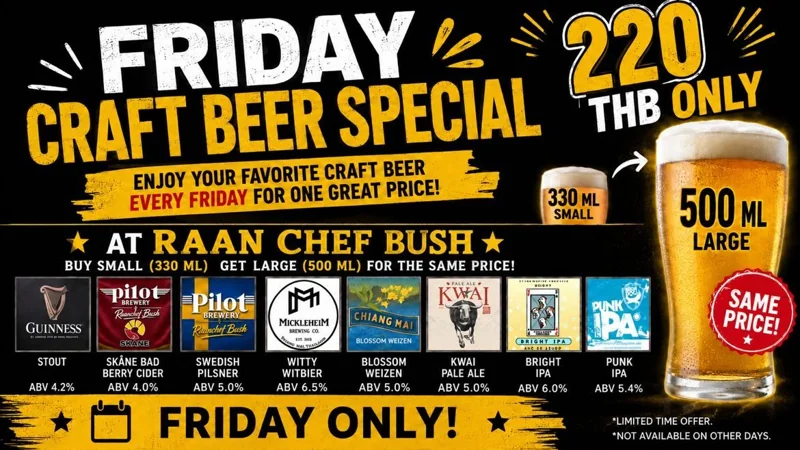 FRIDAY
CRAFT BEER SPECIAL
ENJOY YOUR FAVORITE CRAFT BEER
EVERY FRIDAY FOR ONE GREAT PRICE!
220
THB ONLY
330 ML
SMALL
500 ML
LARGE
SAME
PRICE!
AT RAAN CHEF BUSH
BUY SMALL (330 ML) GET LARGE (500 ML) FOR THE SAME PRICE!
GUINNESS
STOUT
ABV 4.2%
pilot
BREWERY
Raanchef Bush
SKÅNE
SKÅNE BAD
BERRY CIDER
ABV 4.0%
Pilot
BREWERY
Raanchef Bush
SWEDISH
PILSNER
ABV 5.0%
MICKLEHEIM
BREWING CO.
EST. 2018
WITTY
WITBIER
ABV 6.5%
CHIANG MAI
BLOSSOM WEIZEN
BLOSSOM
WEIZEN
ABV 5.0%
PALE ALE
KWAI
KWAI
PALE ALE
ABV 5.0%
BRIGHT IPA
BRIGHT
IPA
ABV 6.0%
PUNK
IPA
PUNK
IPA
ABV 5.4%
FRIDAY ONLY!
*LIMITED TIME OFFER.
*NOT AVAILABLE ON OTHER DAYS.